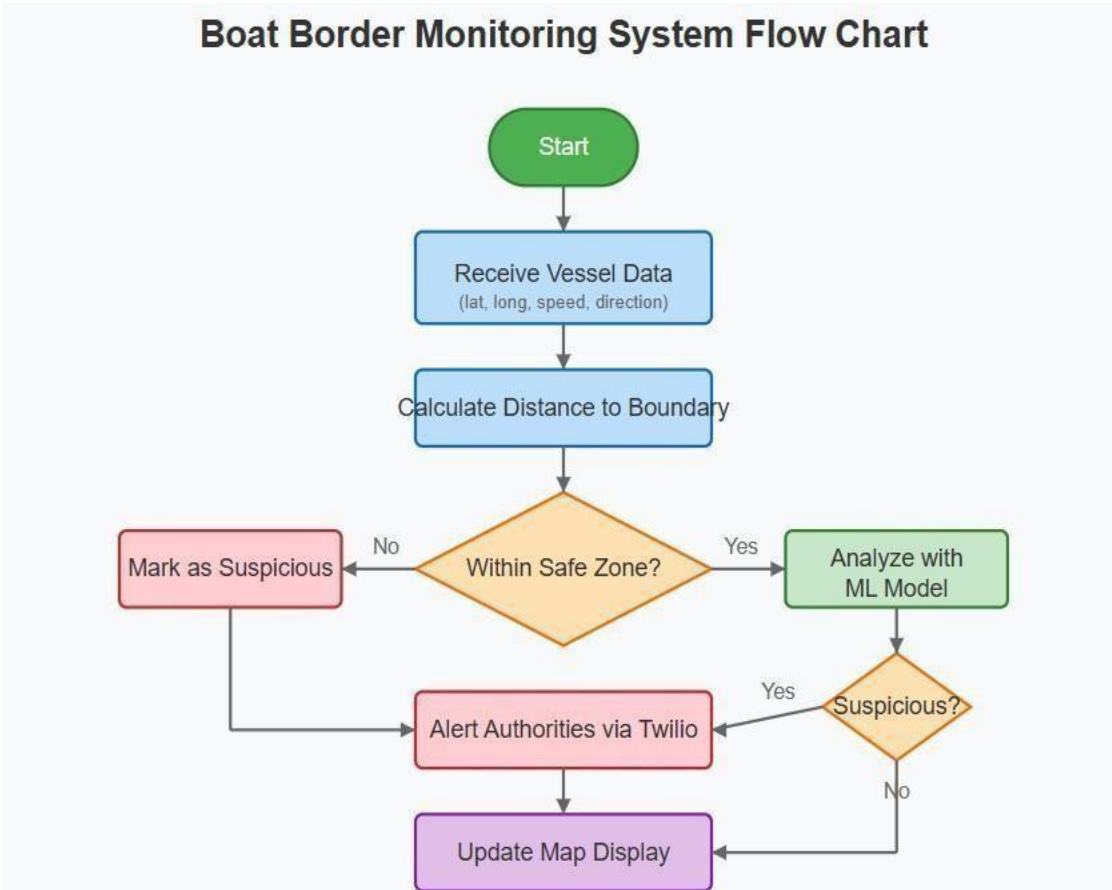 Boat Border Monitoring System Flow Chart
Start
Receive Vessel Data
(lat, long, speed, direction)
Calculate Distance to Boundary
No
Yes
Mark as Suspicious
Within Safe Zone?
Analyze with
ML Model
Yes
Suspicious?
Alert Authorities via Twilio
No
Update Map Display